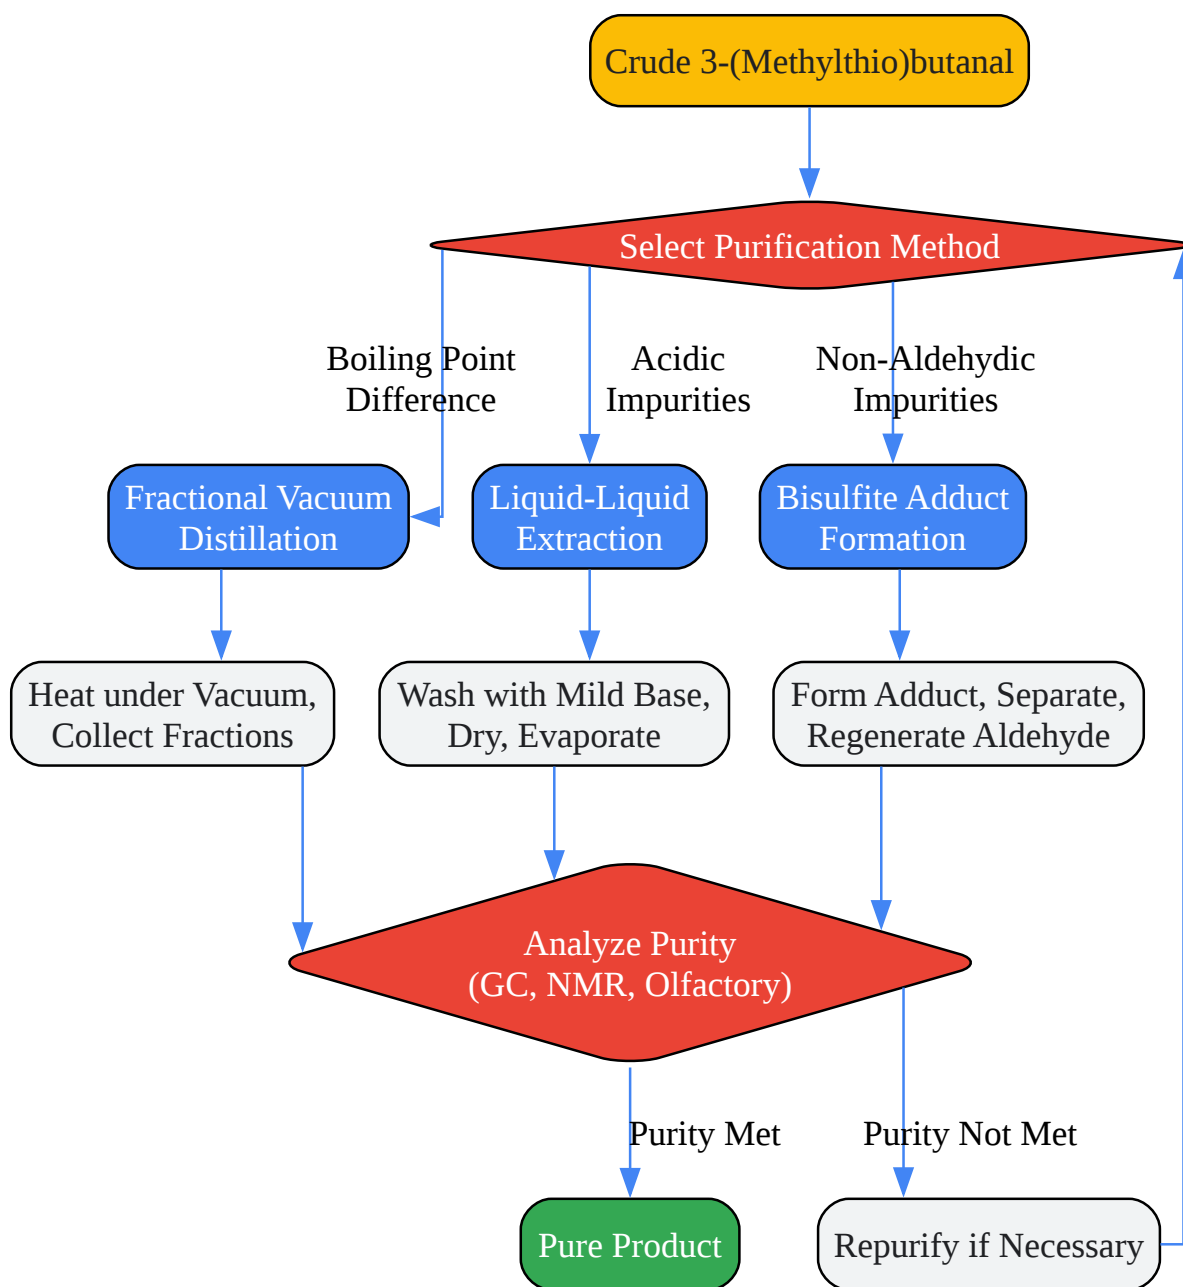 Crude 3-(Methylthio)butanal
Select Purification Method
Boiling Point
Difference
Acidic
Impurities
Non-Aldehydic
Impurities
Fractional Vacuum
Distillation
Liquid-Liquid
Extraction
Bisulfite Adduct
Formation
Heat under Vacuum,
Collect Fractions
Wash with Mild Base,
Dry, Evaporate
Form Adduct, Separate,
Regenerate Aldehyde
Analyze Purity
(GC, NMR, Olfactory)
Purity Met
Purity Not Met
Pure Product
Repurify if Necessary